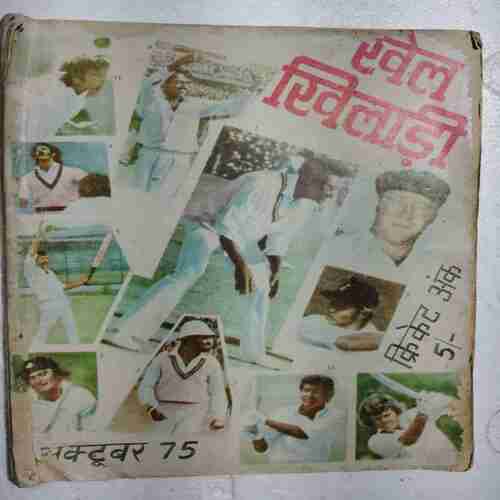 खेल
खिलाड़ी
क्रिकेट अंक
5/-
अक्टूबर 75